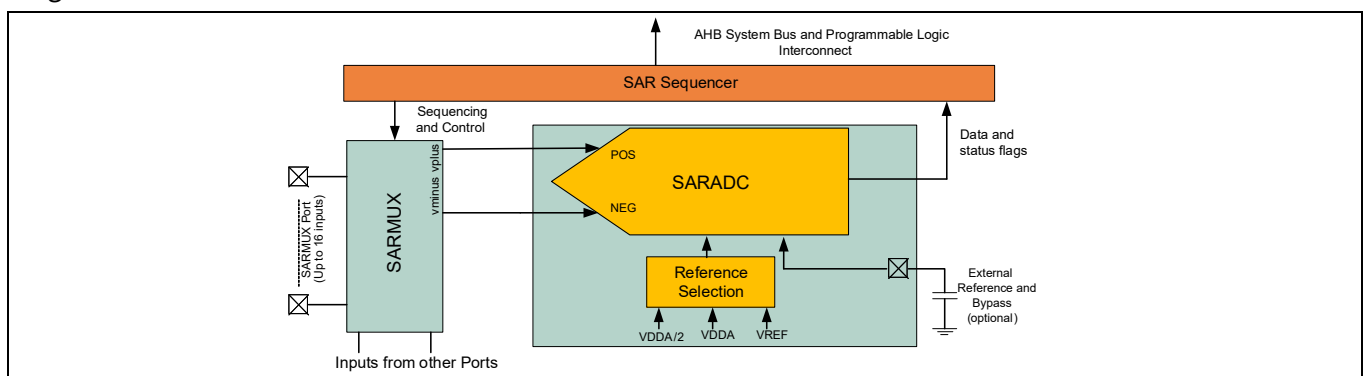 AHB System Bus and Programmable Logic
Interconnect
SAR Sequencer
Sequencing
and Control
Data and
status flags
vminus vplus
POS
SARADC
NEG
SARMUX
SARMUX Port
(Up to 16 inputs)
Reference
Selection
External
Reference and
Bypass
(optional)
VDDA/2
VDDA
VREF
Inputs from other Ports